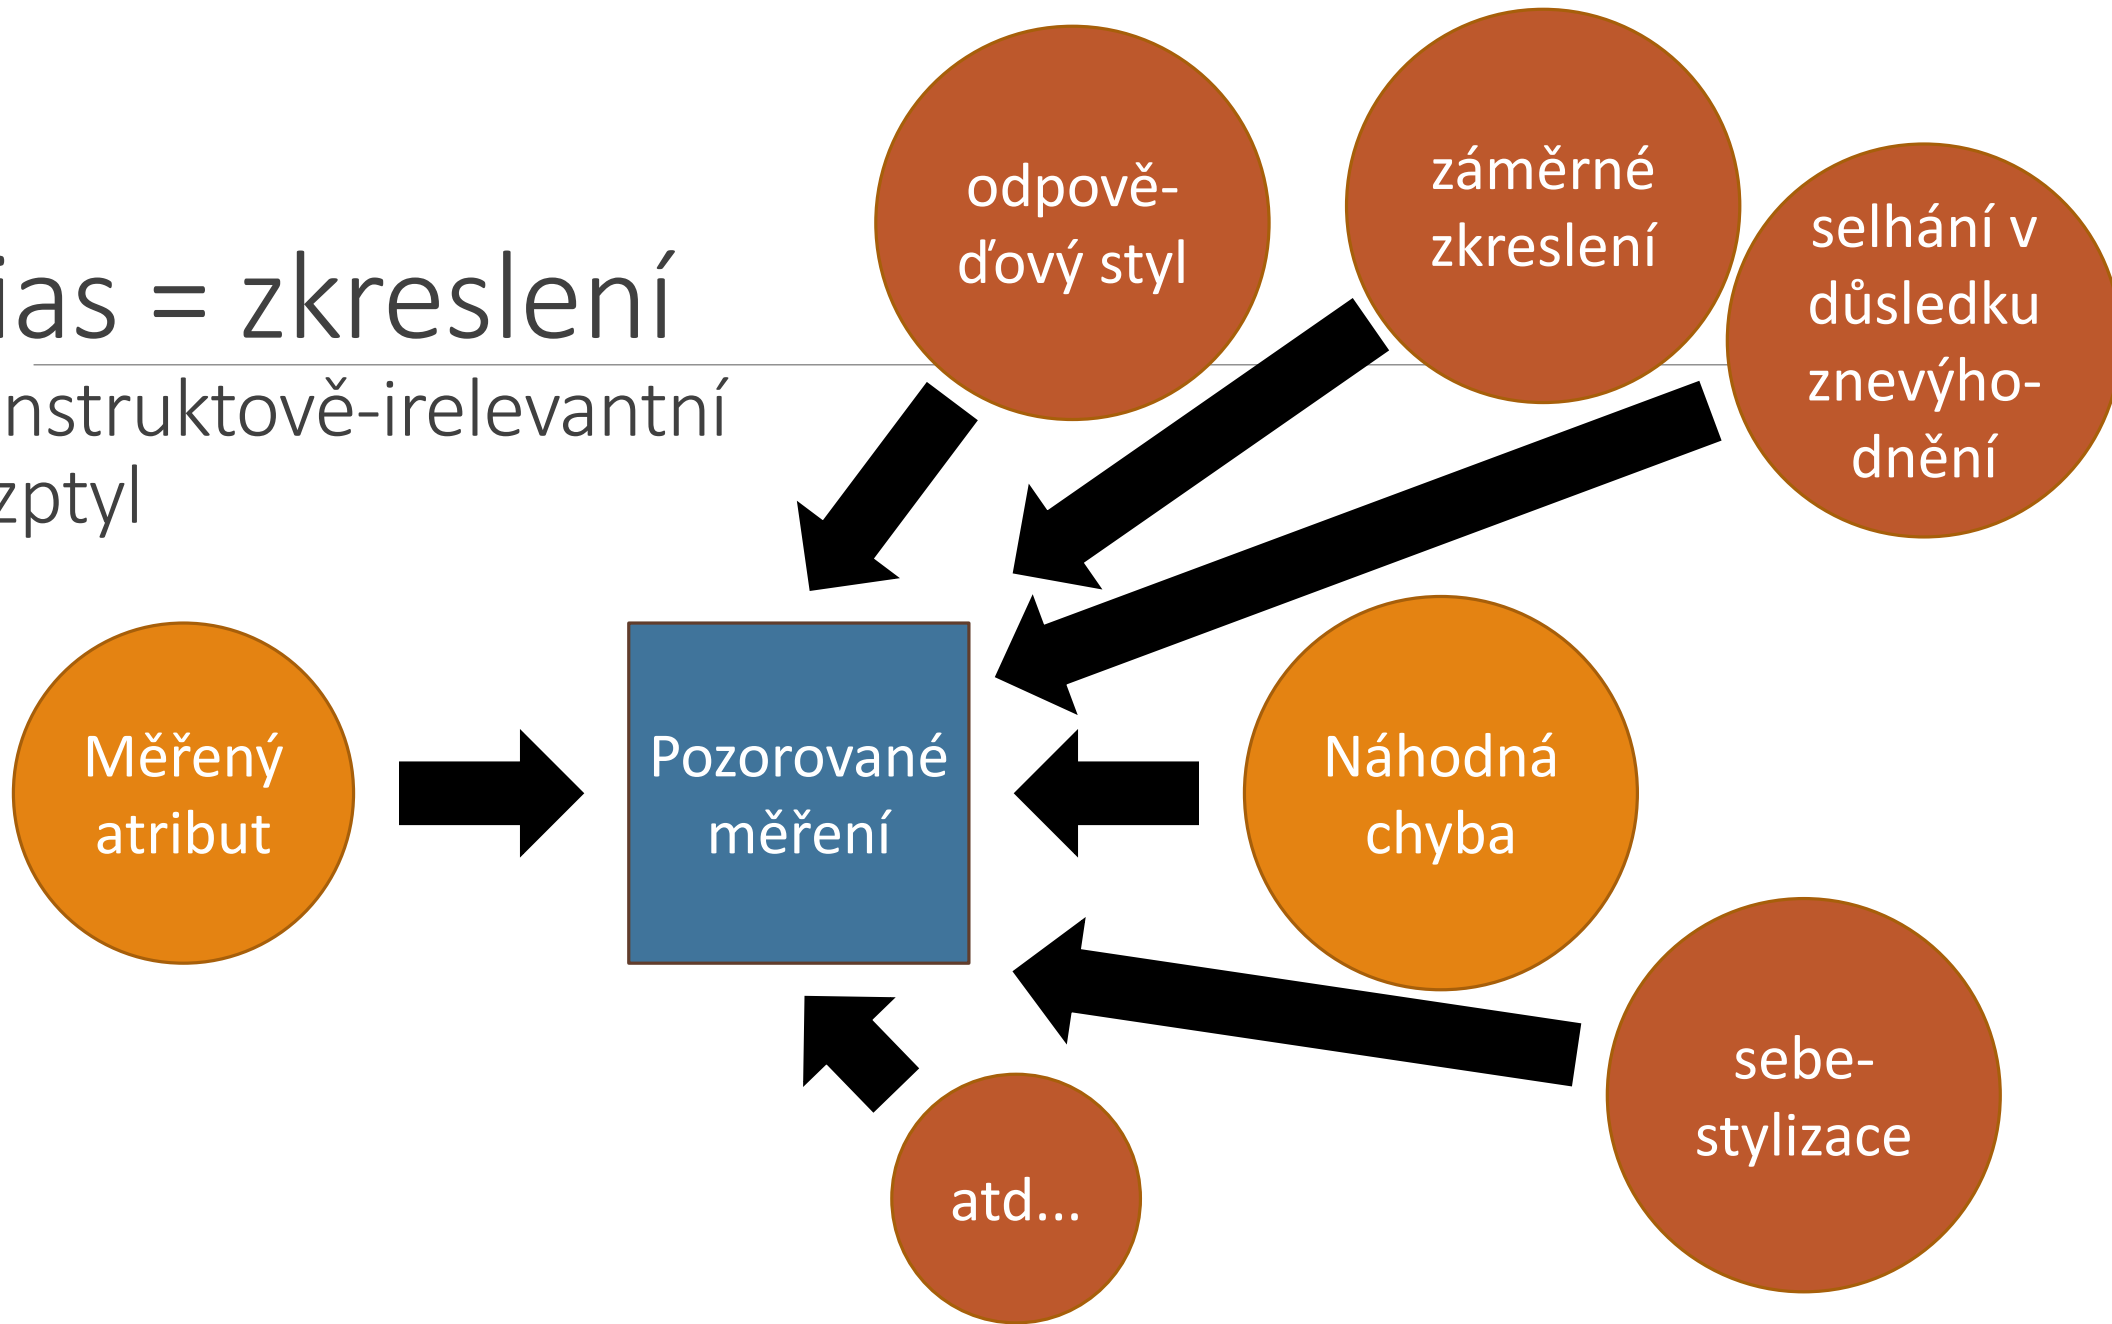 ias = zkreslení
nstruktově-irelevantní
zptyl
odpově-
ďový styl
záměrné
zkreslení
selhání v
důsledku
znevýho-
dnění
Měřený
atribut
Pozorované
měření
Náhodná
chyba
sebe-
stylizace
atd...